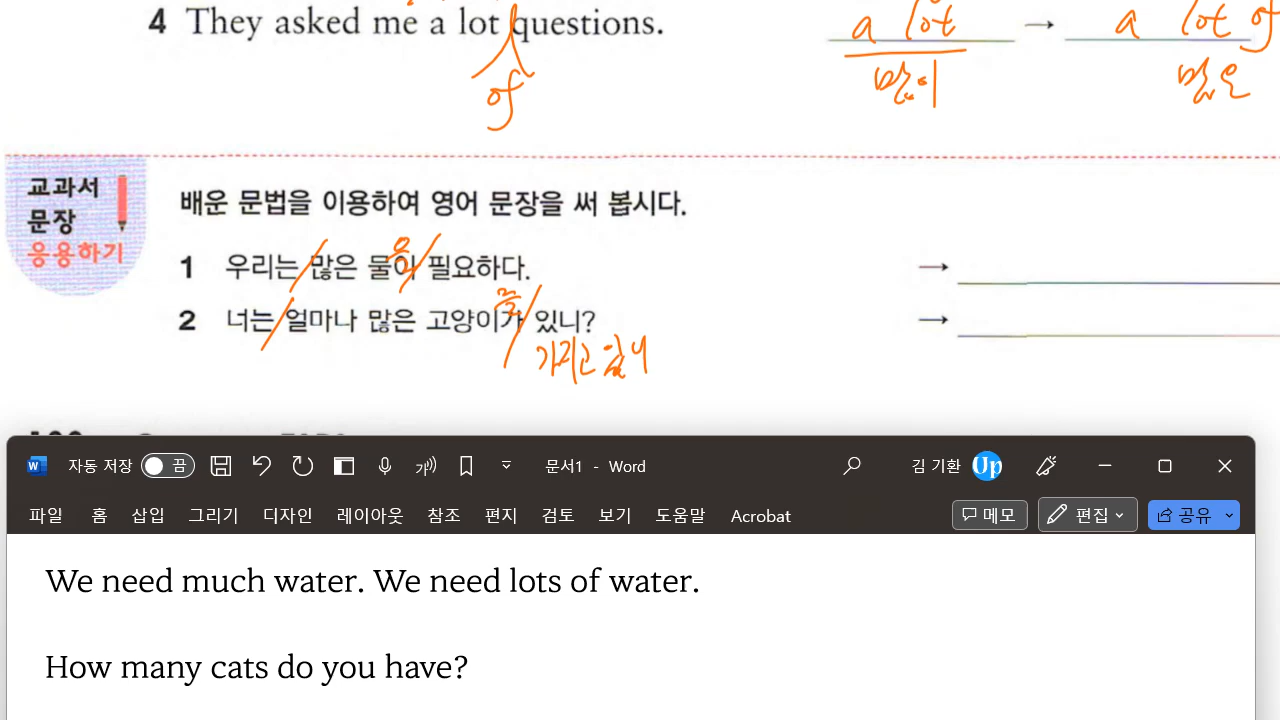 4 They asked me a lot questions. a lot → a lot of
of 많이 많은
교과서
문장
응용하기
배운 문법을 이용하여 영어 문장을 써 봅시다.
1 우리는 많은 물이 필요하다. →
을
2 너는 얼마나 많은 고양이가 있니? →
를
가지고 있니
자동 저장 끔 가 문서1 - Word 김 기환 Up
파일 홈 삽입 그리기 디자인 레이아웃 참조 편지 검토 보기 도움말 Acrobat 메모 편집 공유
We need much water. We need lots of water.
How many cats do you have?